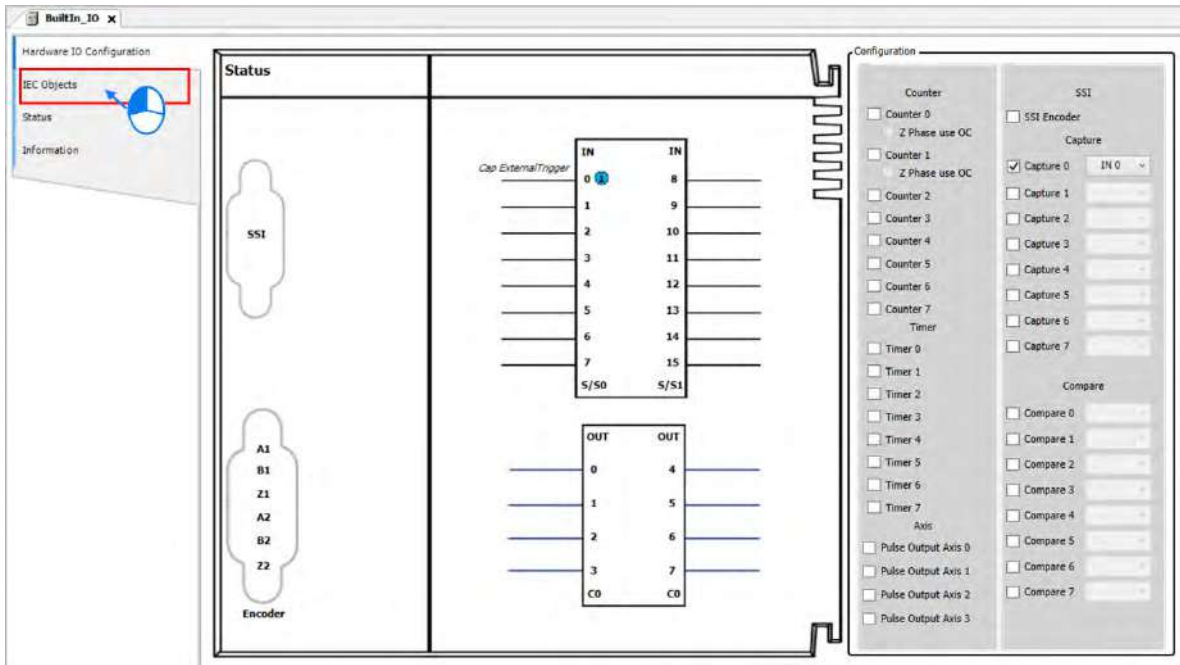 BuiltIn_IO x
Hardware IO Configuration
IEC Objects
Status
Information
Status
SSI
A1
B1
Z1
A2
B2
Z2
Encoder
Cap ExternalTrigger
IN IN
0 1 8
1 9
2 10
3 11
4 12
5 13
6 14
7 15
S/S0 S/S1
OUT OUT
0 4
1 5
2 6
3 7
C0 C0
Configuration
Counter
Counter 0
Z Phase use OC
Counter 1
Z Phase use OC
Counter 2
Counter 3
Counter 4
Counter 5
Counter 6
Counter 7
Timer
Timer 0
Timer 1
Timer 2
Timer 3
Timer 4
Timer 5
Timer 6
Timer 7
Axis
Pulse Output Axis 0
Pulse Output Axis 1
Pulse Output Axis 2
Pulse Output Axis 3
SSI
SSI Encoder
Capture
Capture 0 IN 0
Capture 1
Capture 2
Capture 3
Capture 4
Capture 5
Capture 6
Capture 7
Compare
Compare 0
Compare 1
Compare 2
Compare 3
Compare 4
Compare 5
Compare 6
Compare 7